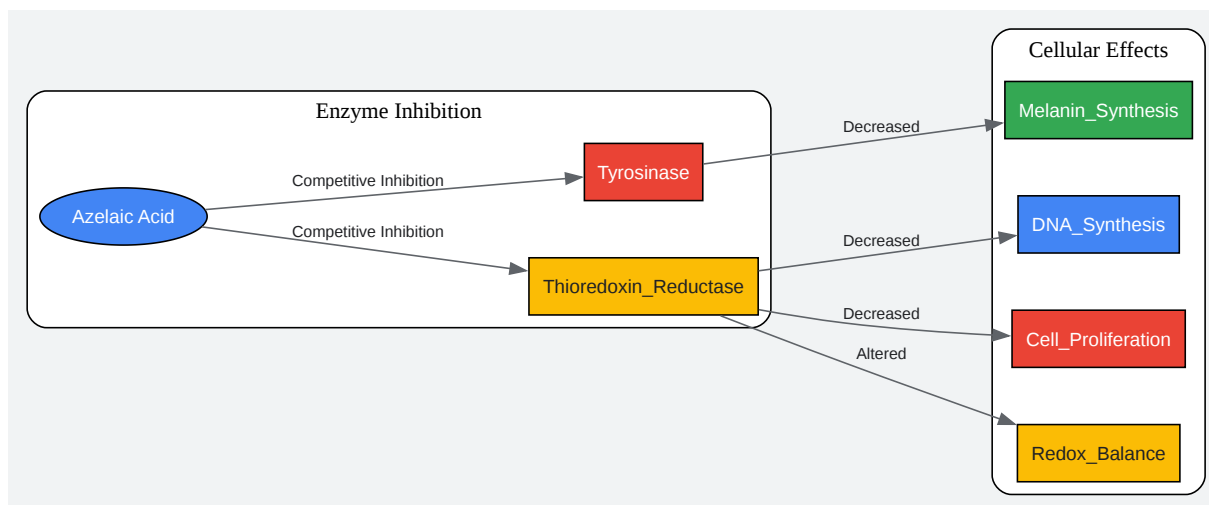 Cellular Effects
Melanin_Synthesis
Enzyme Inhibition
Decreased
Tyrosinase
Competitive Inhibition
Azelaic Acid
Competitive Inhibition
DNA_Synthesis
Decreased
Thioredoxin_Reductase
Decreased
Cell_Proliferation
Altered
Redox_Balance